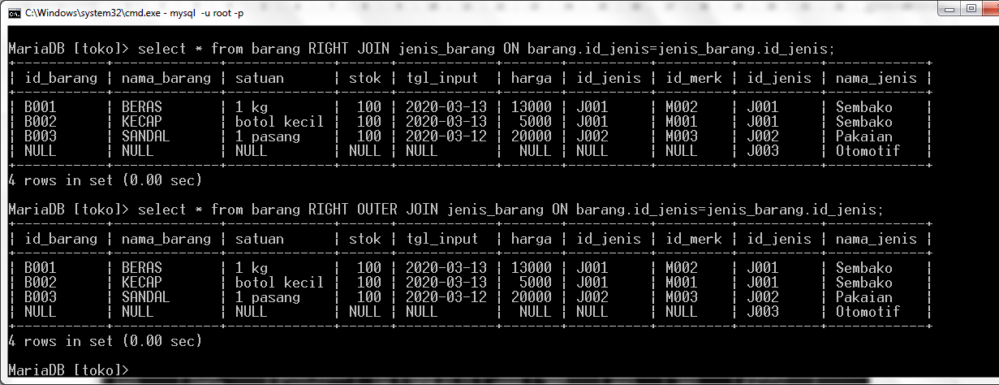 C:\Windows\system32\cmd.exe - mysql -u root -p
MariaDB [toko]> select * from barang RIGHT JOIN jenis_barang ON barang.id_jenis=jenis_barang.id_jenis;
+-----------+-------------+-------------+------+------------+-------+----------+---------+----------+------------+
| id_barang | nama_barang | satuan      | stok | tgl_input  | harga | id_jenis | id_merk | id_jenis | nama_jenis |
+-----------+-------------+-------------+------+------------+-------+----------+---------+----------+------------+
| B001      | BERAS       | 1 kg        |  100 | 2020-03-13 | 13000 | J001     | M002    | J001     | Sembako    |
| B002      | KECAP       | botol kecil |  100 | 2020-03-13 |  5000 | J001     | M001    | J001     | Sembako    |
| B003      | SANDAL      | 1 pasang    |  100 | 2020-03-12 | 20000 | J002     | M003    | J002     | Pakaian    |
| NULL      | NULL        | NULL        | NULL | NULL       |  NULL | NULL     | NULL    | J003     | Otomotif   |
+-----------+-------------+-------------+------+------------+-------+----------+---------+----------+------------+
4 rows in set (0.00 sec)
MariaDB [toko]> select * from barang RIGHT OUTER JOIN jenis_barang ON barang.id_jenis=jenis_barang.id_jenis;
+-----------+-------------+-------------+------+------------+-------+----------+---------+----------+------------+
| id_barang | nama_barang | satuan      | stok | tgl_input  | harga | id_jenis | id_merk | id_jenis | nama_jenis |
+-----------+-------------+-------------+------+------------+-------+----------+---------+----------+------------+
| B001      | BERAS       | 1 kg        |  100 | 2020-03-13 | 13000 | J001     | M002    | J001     | Sembako    |
| B002      | KECAP       | botol kecil |  100 | 2020-03-13 |  5000 | J001     | M001    | J001     | Sembako    |
| B003      | SANDAL      | 1 pasang    |  100 | 2020-03-12 | 20000 | J002     | M003    | J002     | Pakaian    |
| NULL      | NULL        | NULL        | NULL | NULL       |  NULL | NULL     | NULL    | J003     | Otomotif   |
+-----------+-------------+-------------+------+------------+-------+----------+---------+----------+------------+
4 rows in set (0.00 sec)
MariaDB [toko]>